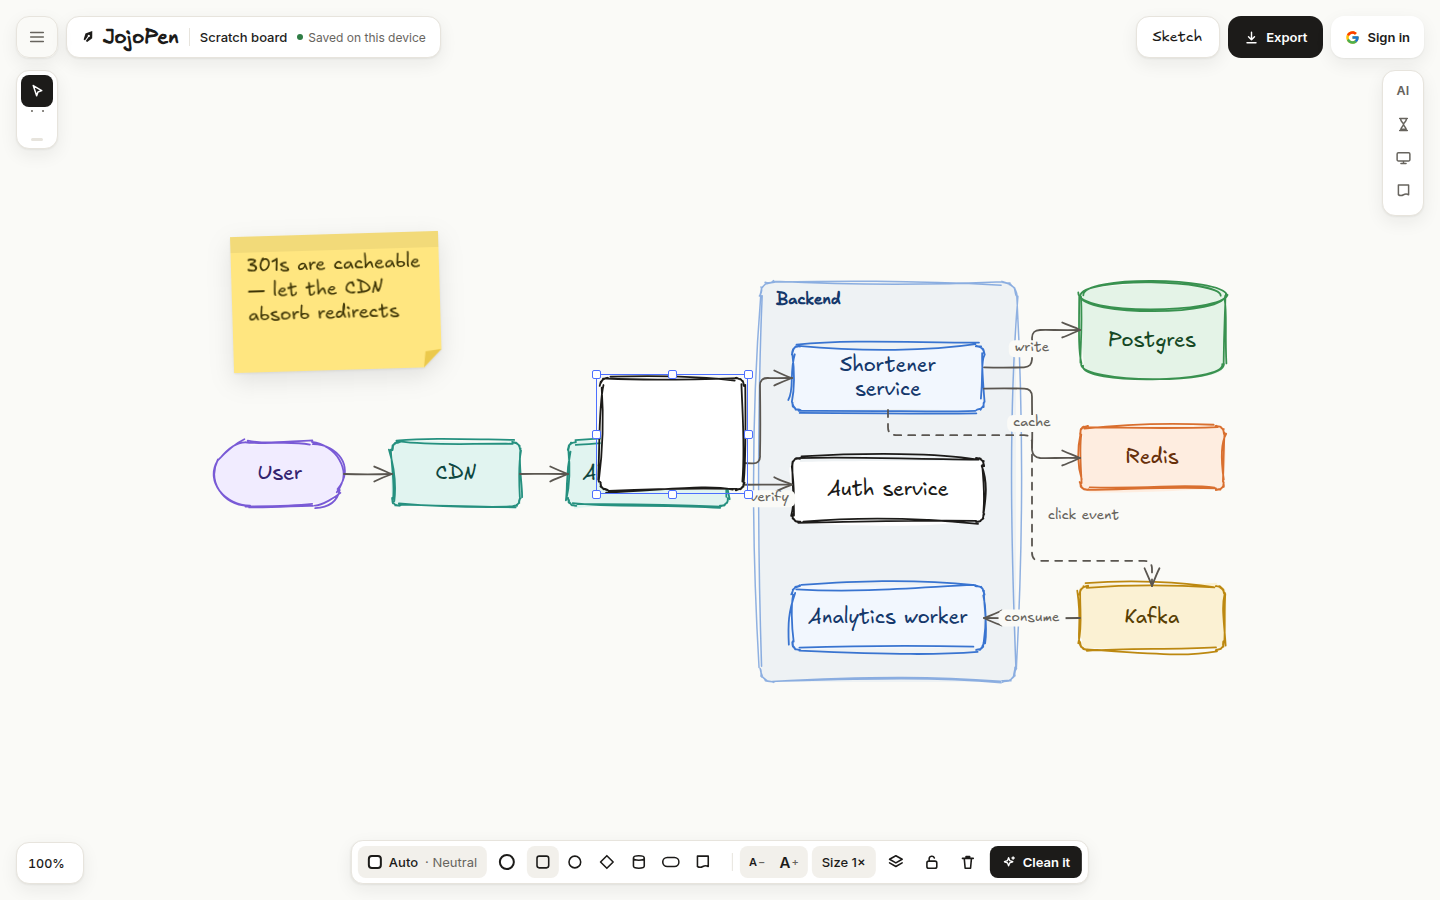 JojoPen
Scratch board
Saved on this device
Sketch
Export
Sign in
AI
301s are cacheable
— let the CDN
absorb redirects
Backend
Shortener
service
write
Postgres
cache
User
CDN
A
verify
Auth service
Redis
click event
Analytics worker
consume
Kafka
100%
Auto · Neutral
A−
A+
Size 1×
Clean it